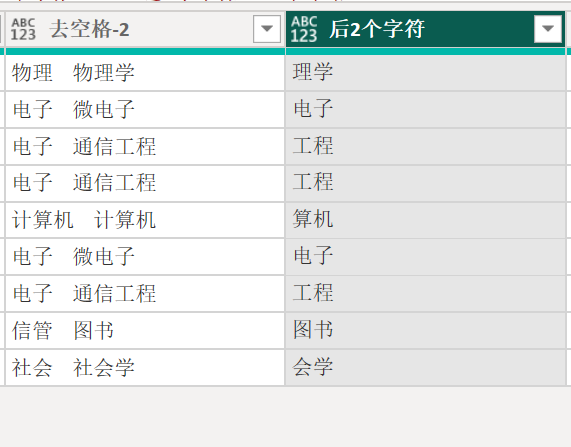 ABC 123 去空格-2 ABC 123 后2个字符
物理　物理学 理学
电子　微电子 电子
电子　通信工程 工程
电子　通信工程 工程
计算机　计算机 算机
电子　微电子 电子
电子　通信工程 工程
信管　图书 图书
社会　社会学 会学